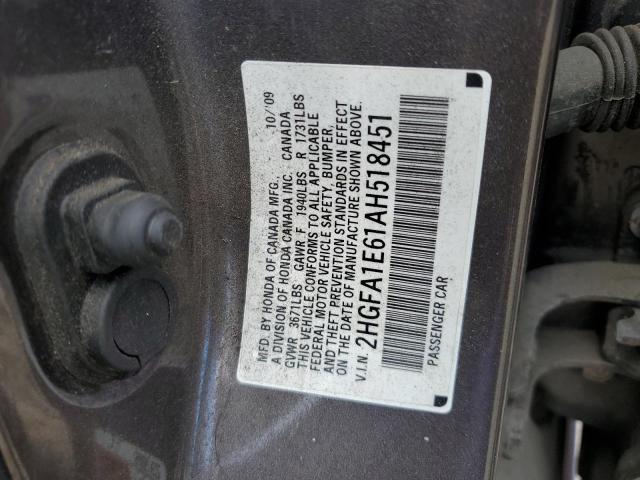 MFD. BY HONDA OF CANADA MFG., 10/'09
A DIVISION OF HONDA CANADA INC. CANADA
GVWR 3671LBS GAWR F 1940LBS R 1731LBS
THIS VEHICLE CONFORMS TO ALL APPLICABLE
FEDERAL MOTOR VEHICLE SAFETY, BUMPER,
AND THEFT PREVENTION STANDARDS IN EFFECT
ON THE DATE OF MANUFACTURE SHOWN ABOVE.
V.I.N. 2HGFA1E61AH518451
PASSENGER CAR